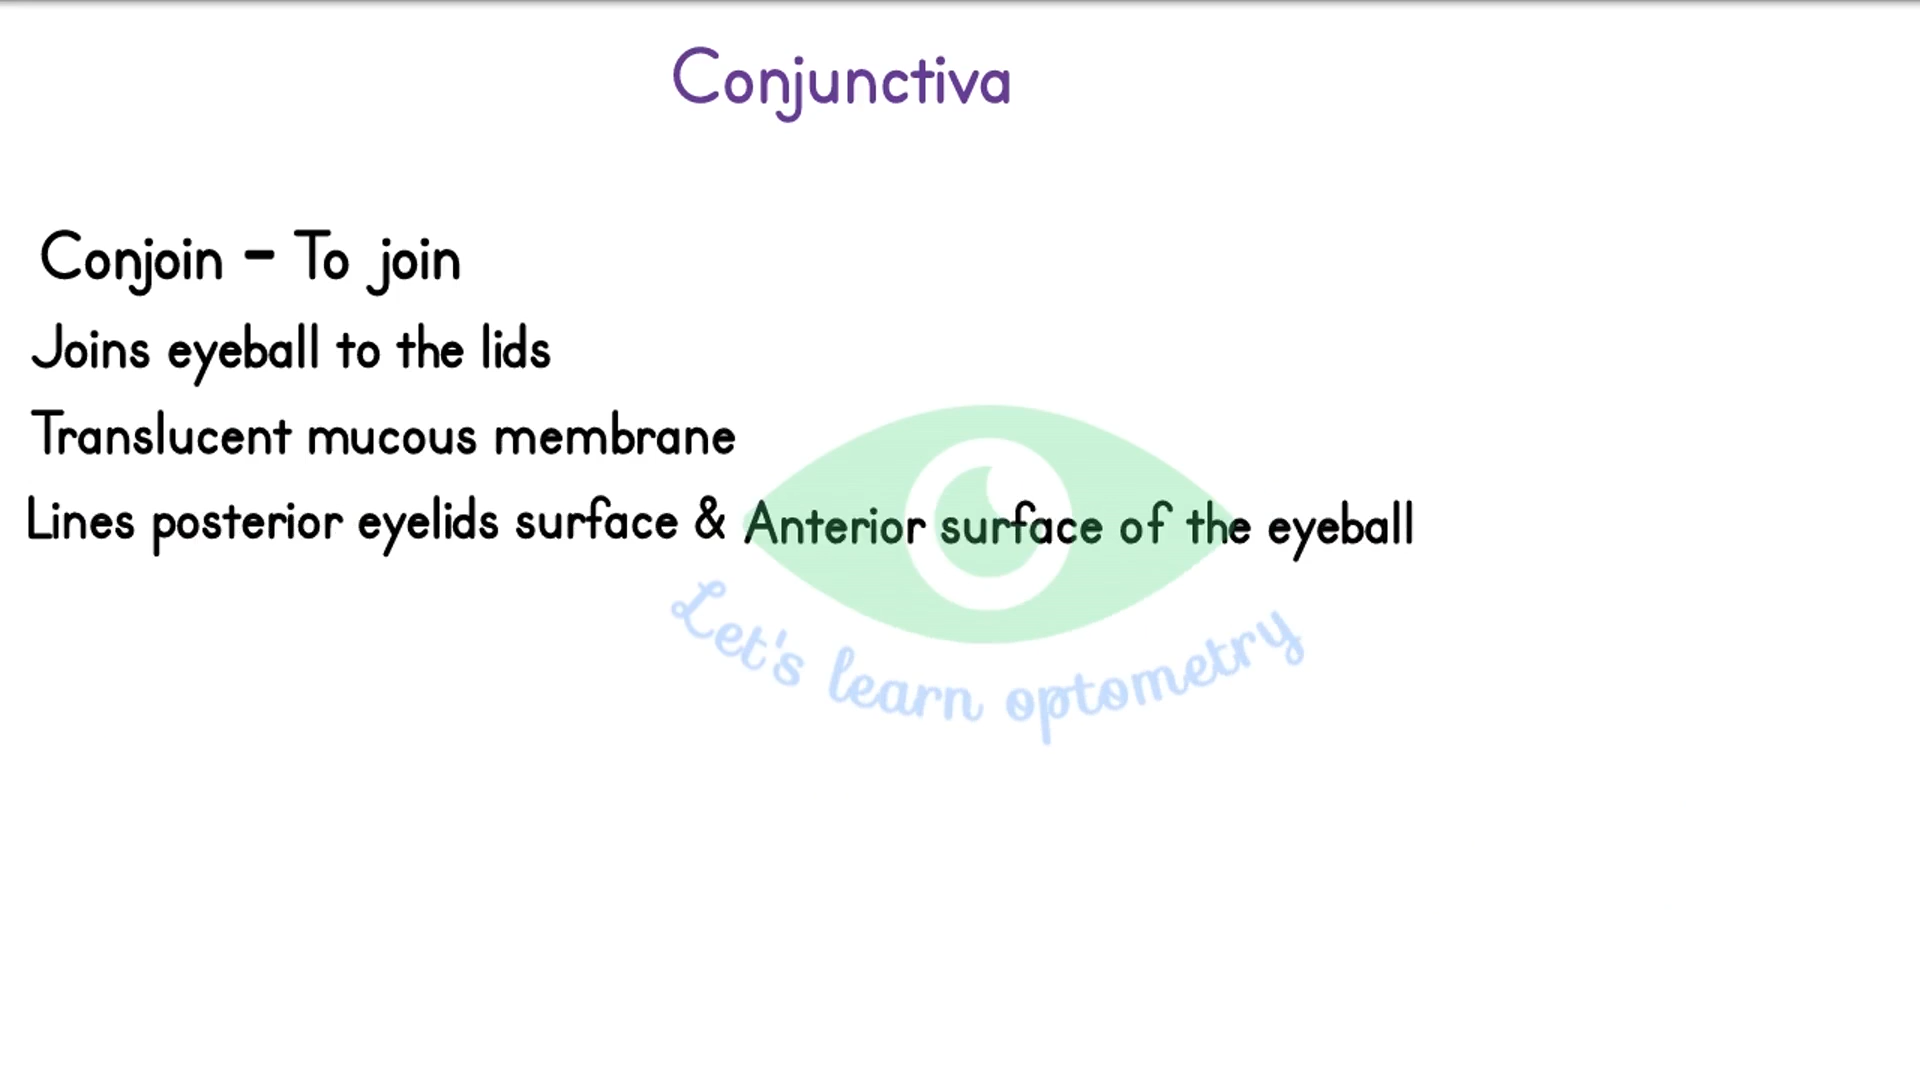 Conjunctiva
Conjoin - To join
Joins eyeball to the lids
Translucent mucous membrane
Lines posterior eyelids surface & Anterior surface of the eyeball
Let's learn optometry